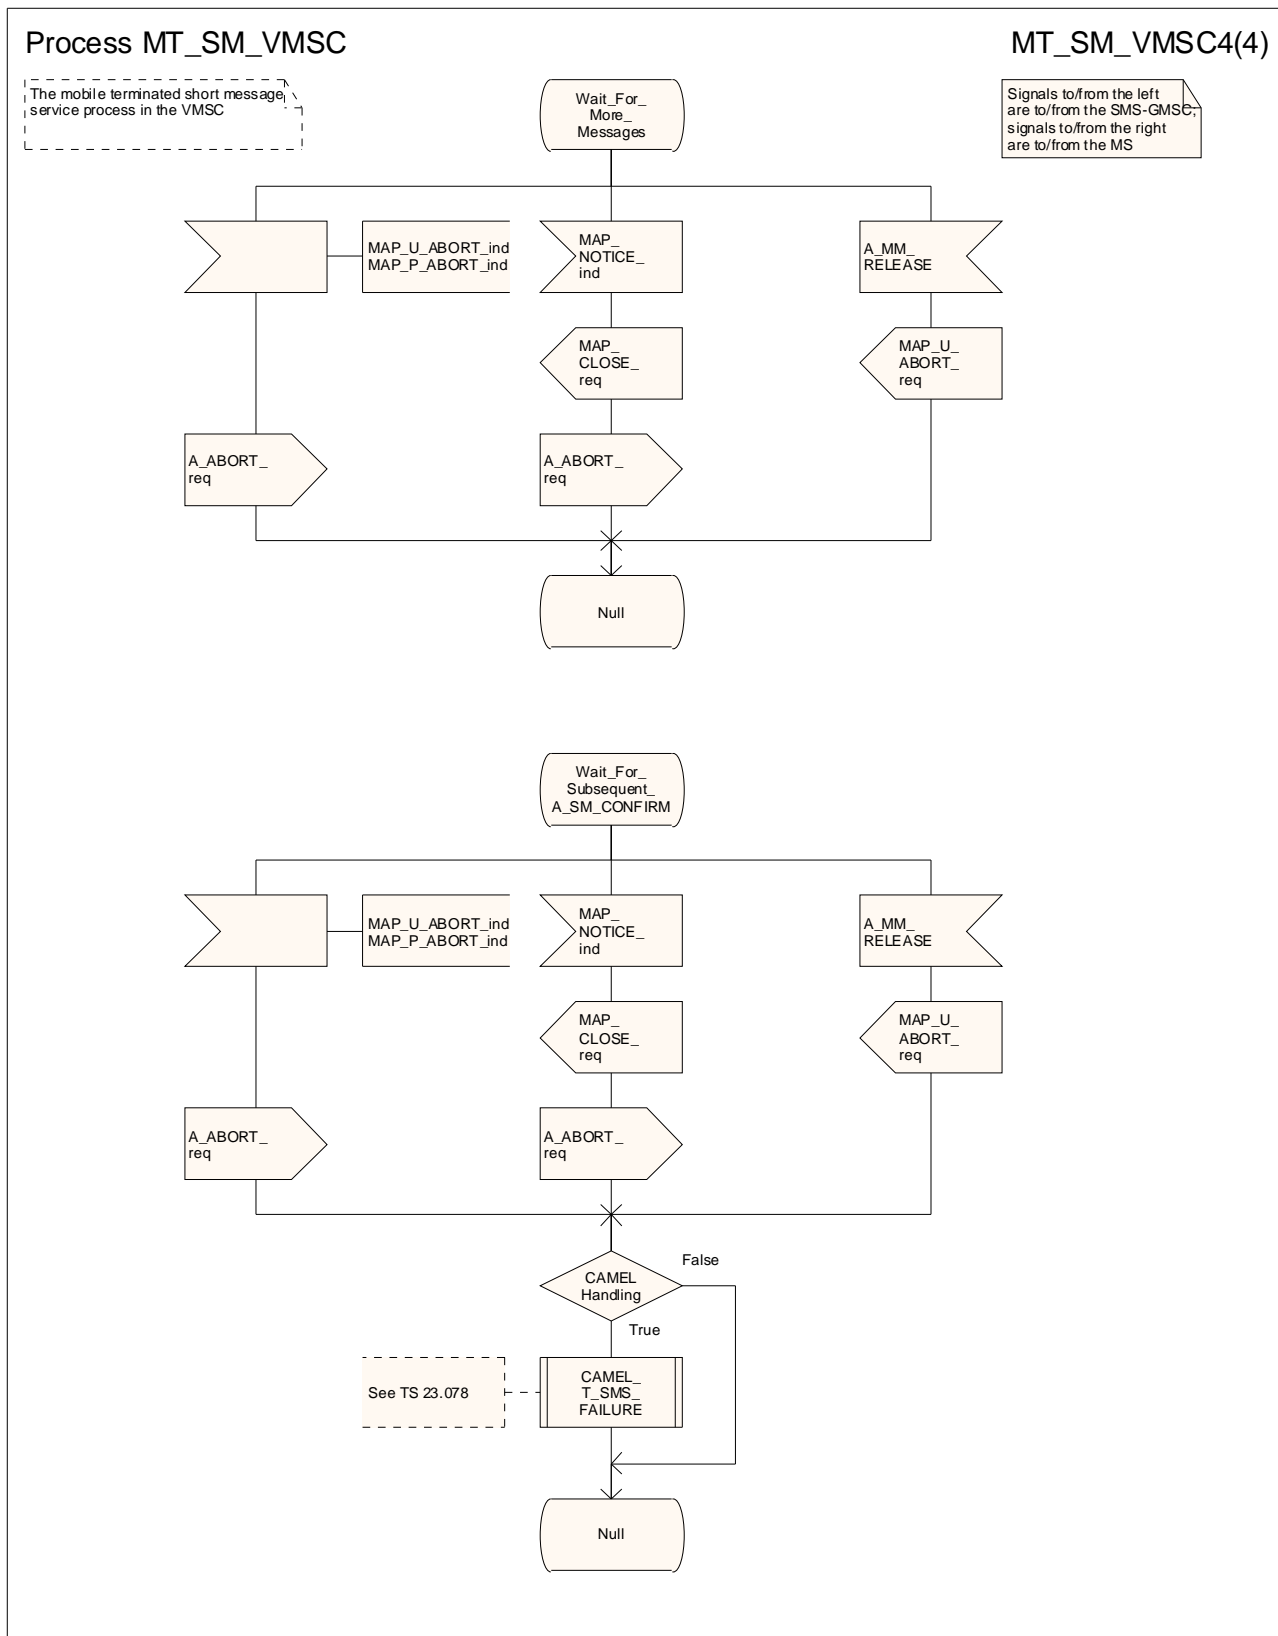 Process MT_SM_VMSC
MT_SM_VMSC4(4)
The mobile terminated short message
service process in the VMSC
Signals to/from the left
are to/from the SMS-GMSC;
signals to/from the right
are to/from the MS
Wait_For_
More_
Messages
MAP_U_ABORT_ind
MAP_P_ABORT_ind
MAP_
NOTICE_
ind
A_MM_
RELEASE
MAP_
CLOSE_
req
MAP_U_
ABORT_
req
A_ABORT_
req
A_ABORT_
req
Null
Wait_For_
Subsequent_
A_SM_CONFIRM
MAP_U_ABORT_ind
MAP_P_ABORT_ind
MAP_
NOTICE_
ind
A_MM_
RELEASE
MAP_
CLOSE_
req
MAP_U_
ABORT_
req
A_ABORT_
req
A_ABORT_
req
False
CAMEL
Handling
True
See TS 23.078
CAMEL_
T_SMS_
FAILURE
Null